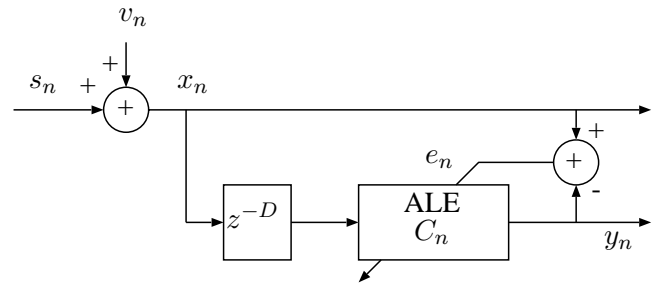 v_n
+
s_n
+
+
x_n
+
e_n
+
-
z^{-D}
ALE
C_n
y_n